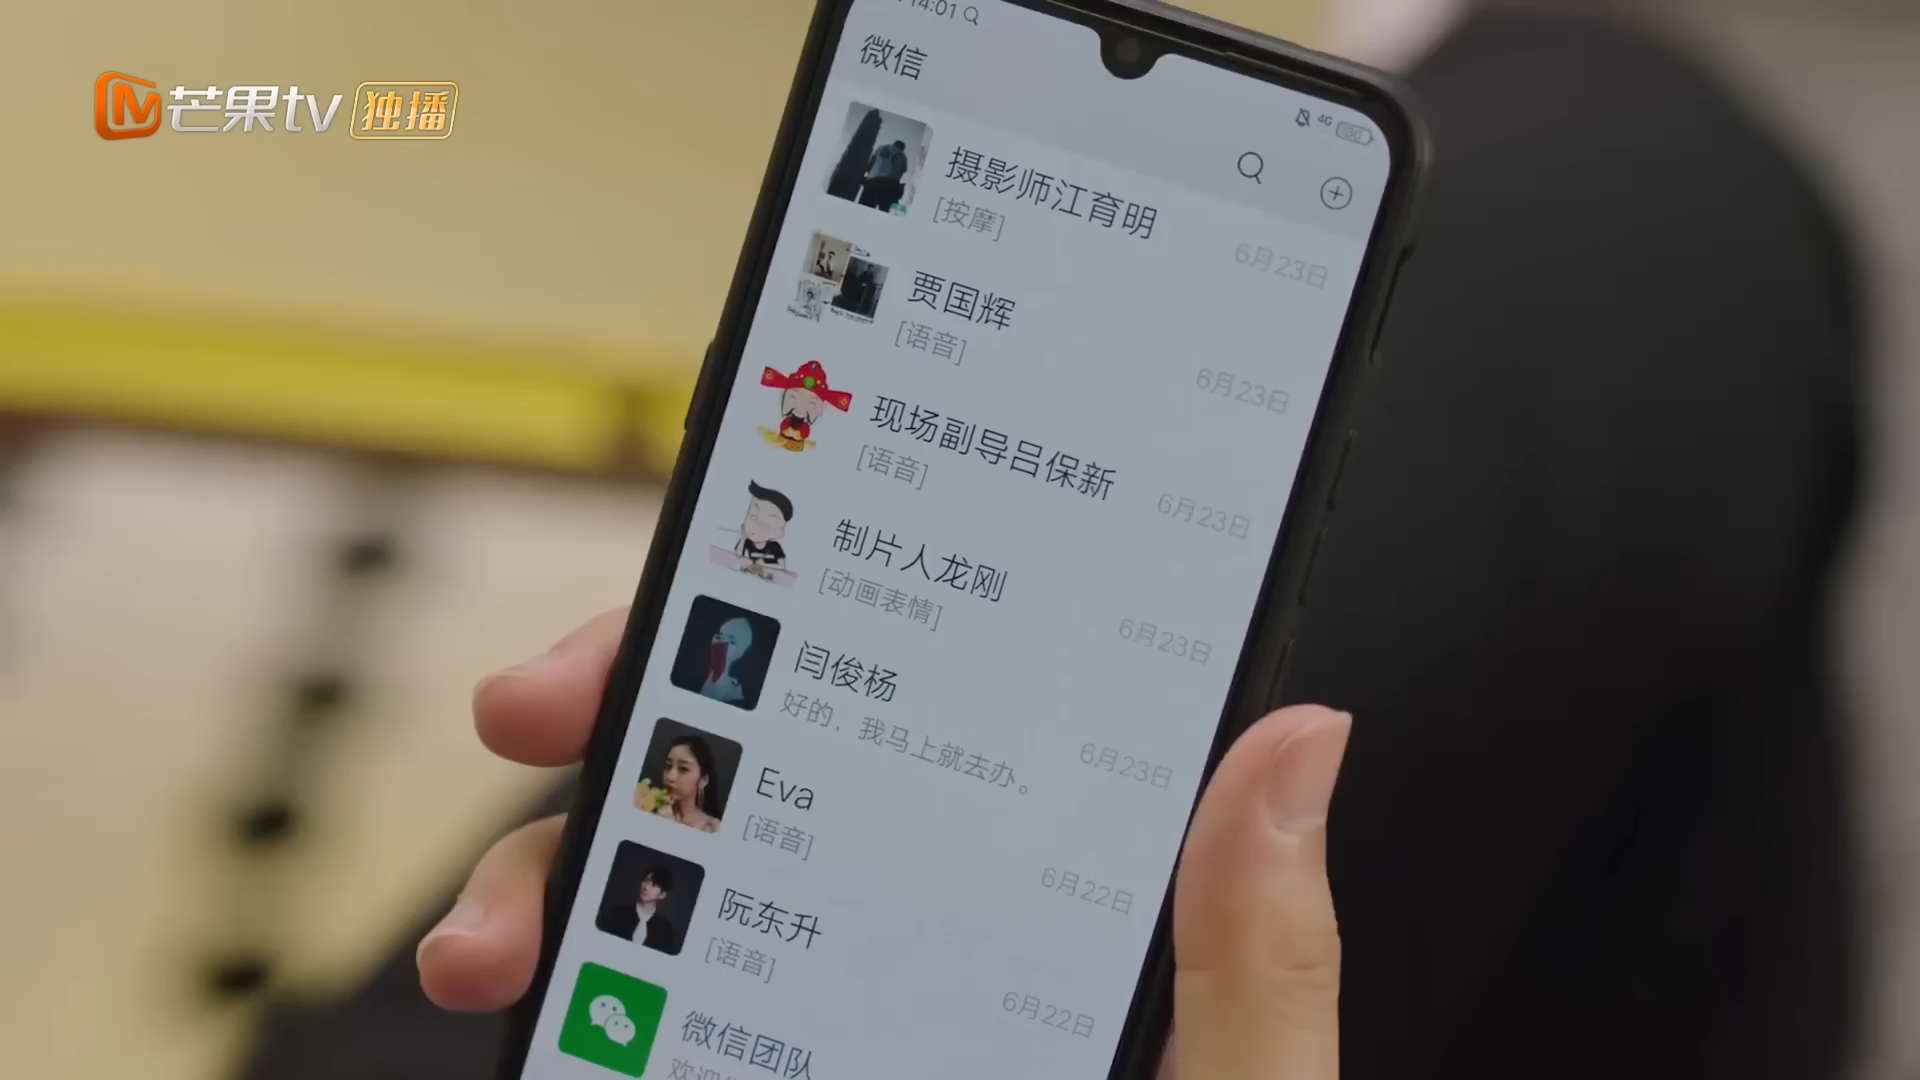 芒果tv 独播
14:01
4G
微信
摄影师江育明
[按摩]
6月23日
贾国辉
[语音]
6月23日
现场副导吕保新
[语音]
6月23日
制片人龙刚
[动画表情]
6月23日
闫俊杨
好的，我马上就去办。
6月23日
Eva
[语音]
6月22日
阮东升
[语音]
6月22日
微信团队